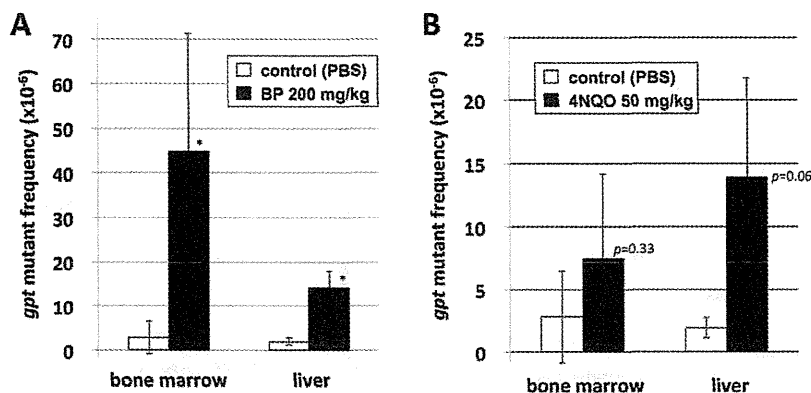 A
gpt mutant frequency (x10-6)
70
60
50
40
30
20
10
0
control (PBS)
BP 200 mg/kg
*
*
bone marrow
liver
B
gpt mutant frequency (x10-6)
25
20
15
10
5
0
control (PBS)
4NQO 50 mg/kg
p=0.33
p=0.06
bone marrow
liver